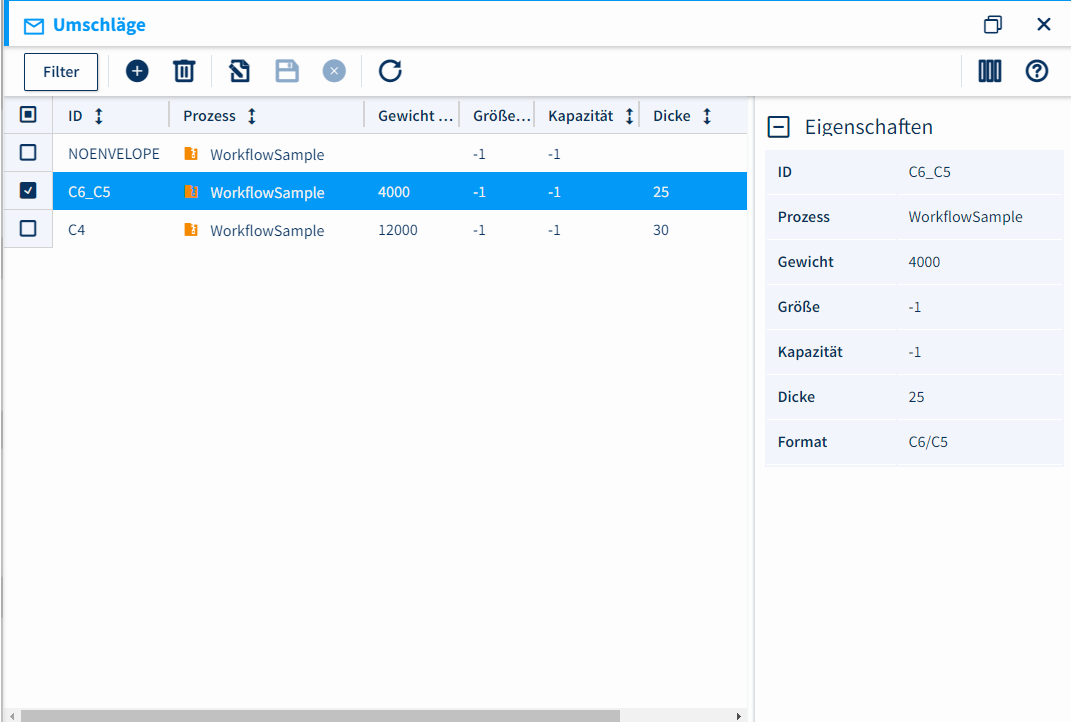 Umschläge
Filter
ID Prozess Gewicht ... Größe... Kapazität Dicke
NOENVELOPE WorkflowSample -1 -1
C6_C5 WorkflowSample 4000 -1 -1 25
C4 WorkflowSample 12000 -1 -1 30
Eigenschaften
ID C6_C5
Prozess WorkflowSample
Gewicht 4000
Größe -1
Kapazität -1
Dicke 25
Format C6/C5